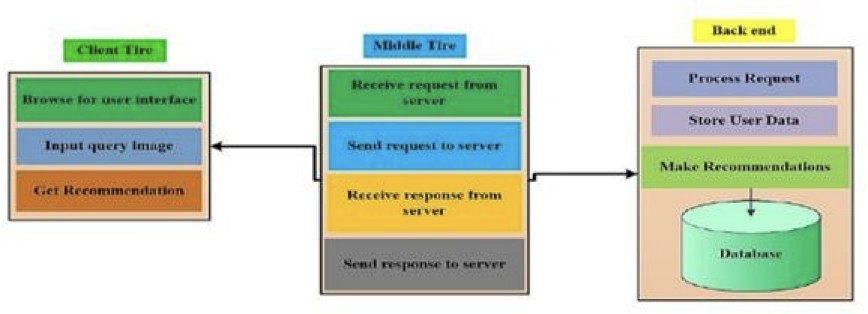 Client Tire
Browse for user interface
Input query image
Get Recommendation
Middle Tire
Receive request from
server
Send request to server
Receive response from
server
Send response to server
Back end
Process Request
Store User Data
Make Recommendations
Database